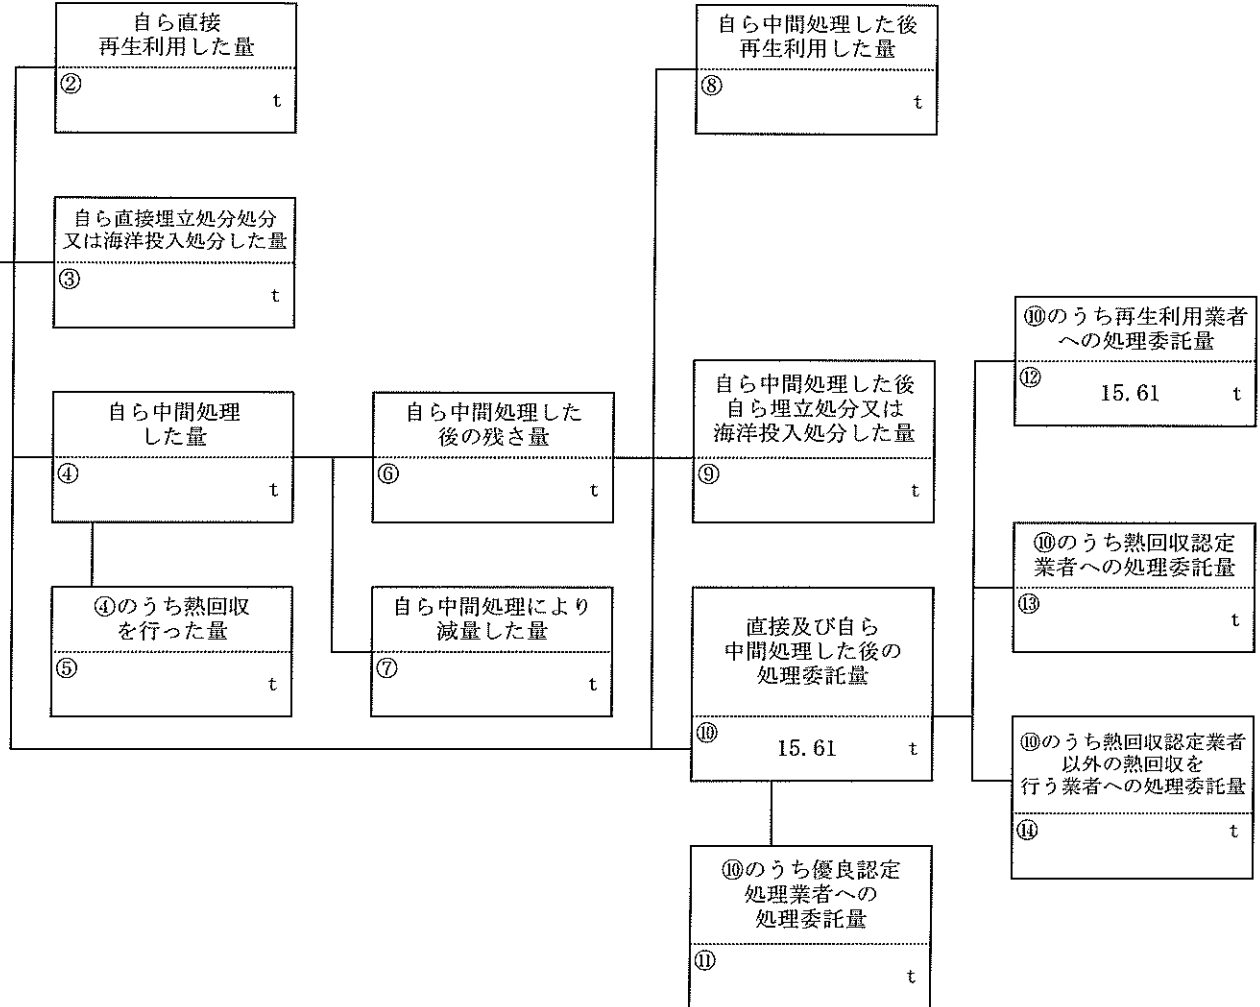 自ら直接
再生利用した量
②
t
自ら直接埋立処分処分
又は海洋投入処分した量
③
t
自ら中間処理
した量
④
t
④のうち熱回収
を行った量
⑤
t
自ら中間処理した
後の残さ量
⑥
t
自ら中間処理により
減量した量
⑦
t
自ら中間処理した後
再生利用した量
⑧
t
自ら中間処理した後
自ら埋立処分又は
海洋投入処分した量
⑨
t
直接及び自ら
中間処理した後の
処理委託量
⑩ 15.61 t
⑩のうち優良認定
処理業者への
処理委託量
⑪
t
⑩のうち再生利用業者
への処理委託量
⑫ 15.61 t
⑩のうち熱回収認定
業者への処理委託量
⑬
t
⑩のうち熱回収認定業者
以外の熱回収を
行う業者への処理委託量
⑭
t